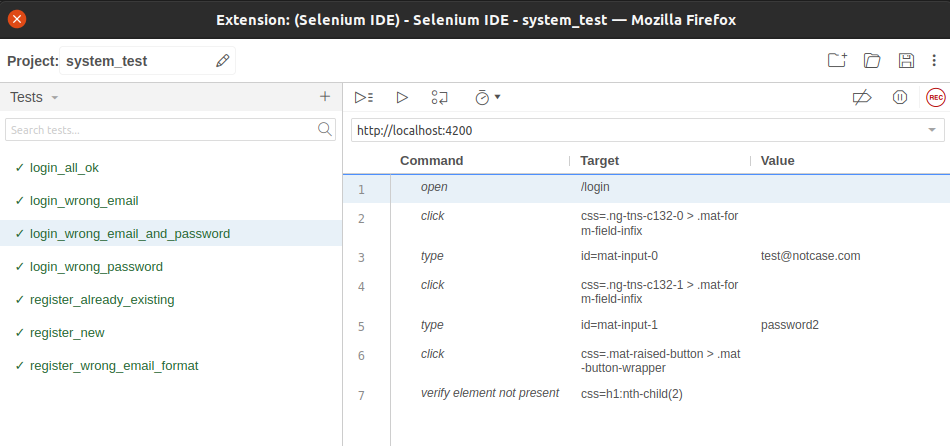 Extension: (Selenium IDE) - Selenium IDE - system_test — Mozilla Firefox
Project: system_test
Tests
Search tests...
✓ login_all_ok
✓ login_wrong_email
✓ login_wrong_email_and_password
✓ login_wrong_password
✓ register_already_existing
✓ register_new
✓ register_wrong_email_format
REC
http://localhost:4200
Command Target Value
1 open /login
2 click css=.ng-tns-c132-0 > .mat-for
m-field-infix
3 type id=mat-input-0 test@notcase.com
4 click css=.ng-tns-c132-1 > .mat-for
m-field-infix
5 type id=mat-input-1 password2
6 click css=.mat-raised-button > .mat
-button-wrapper
7 verify element not present css=h1:nth-child(2)